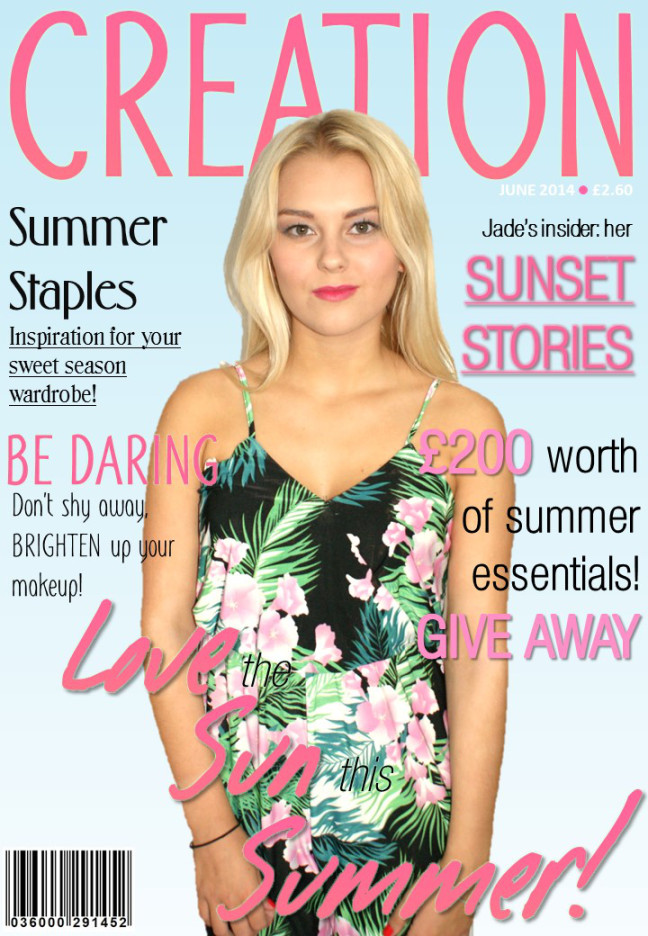 CREATION
JUNE 2014 • £2.60
Summer
Staples
Inspiration for your
sweet season
wardrobe!
Jade's insider: her
SUNSET
STORIES
BE DARING
Don't shy away,
BRIGHTEN up your
makeup!
£200 worth
of summer
essentials!
GIVE AWAY
Love the
Sun this
Summer!
036000 291452